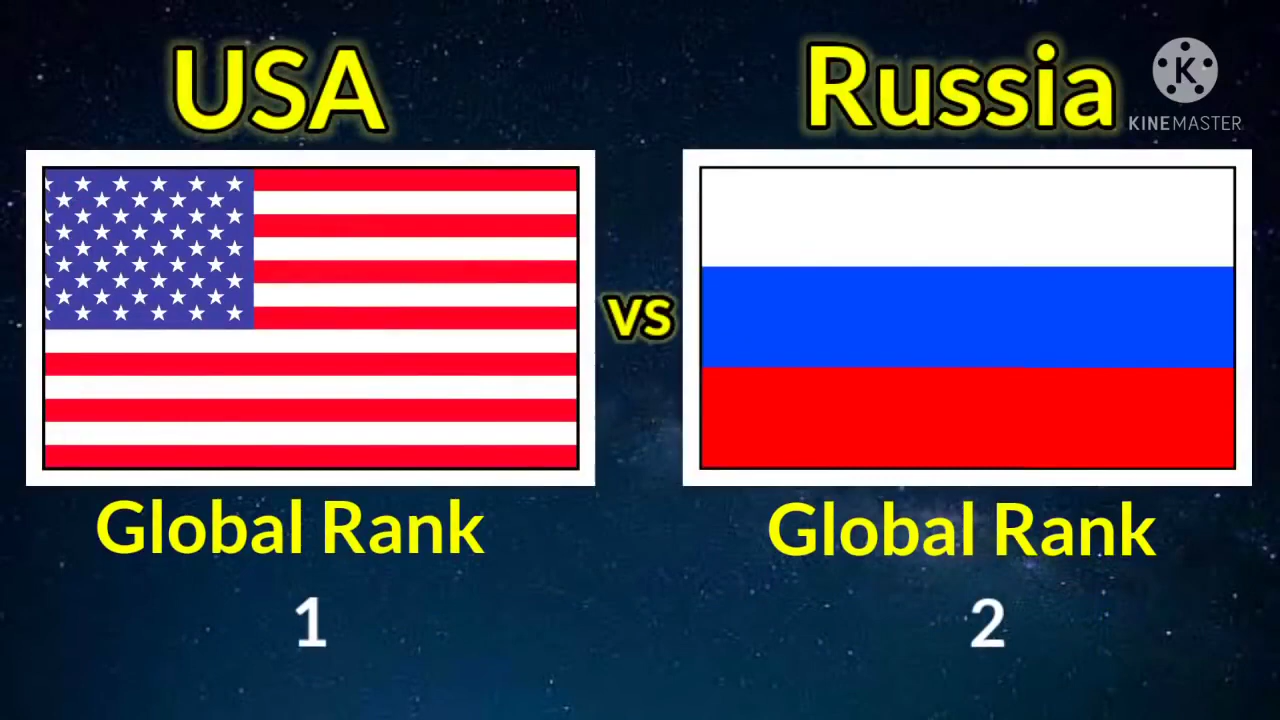 USA
Russia
K
KINEMASTER
vs
Global Rank
Global Rank
1
2